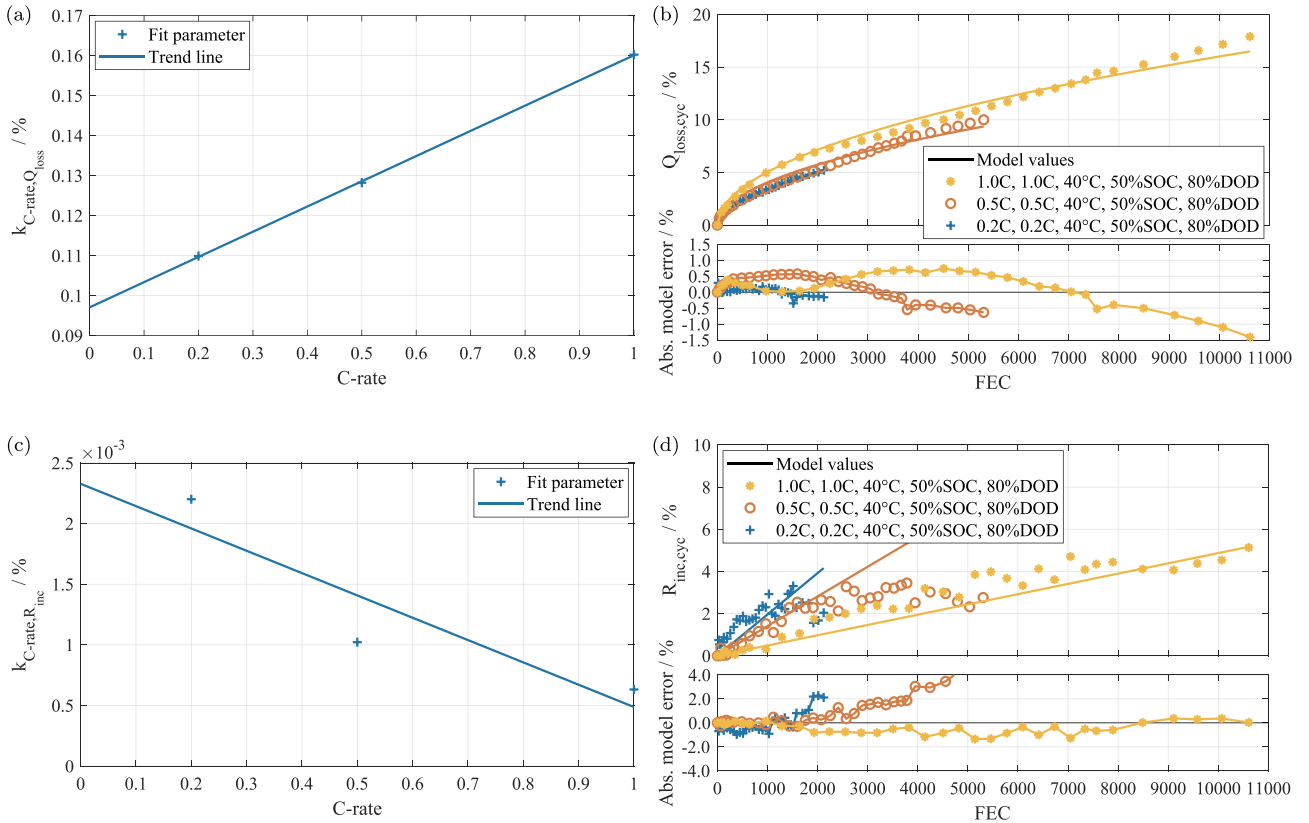 (a)
0.17
0.16
0.15
0.14
0.13
0.12
0.11
0.1
0.09
k_C-rate,Q_loss / %
Fit parameter
Trend line
0 0.1 0.2 0.3 0.4 0.5 0.6 0.7 0.8 0.9 1
C-rate
(b)
20
15
10
5
0
Q_loss,cyc / %
Model values
1.0C, 1.0C, 40°C, 50%SOC, 80%DOD
0.5C, 0.5C, 40°C, 50%SOC, 80%DOD
0.2C, 0.2C, 40°C, 50%SOC, 80%DOD
1.5
1.0
0.5
0.0
-0.5
-1.0
-1.5
Abs. model error / %
0 1000 2000 3000 4000 5000 6000 7000 8000 9000 10000 11000
FEC
(c)
×10^-3
2.5
2
1.5
1
0.5
0
k_C-rate,R_inc / %
Fit parameter
Trend line
0 0.1 0.2 0.3 0.4 0.5 0.6 0.7 0.8 0.9 1
C-rate
(d)
10
8
6
4
2
0
R_inc,cyc / %
Model values
1.0C, 1.0C, 40°C, 50%SOC, 80%DOD
0.5C, 0.5C, 40°C, 50%SOC, 80%DOD
0.2C, 0.2C, 40°C, 50%SOC, 80%DOD
4.0
2.0
0.0
-2.0
-4.0
Abs. model error / %
0 1000 2000 3000 4000 5000 6000 7000 8000 9000 10000 11000
FEC